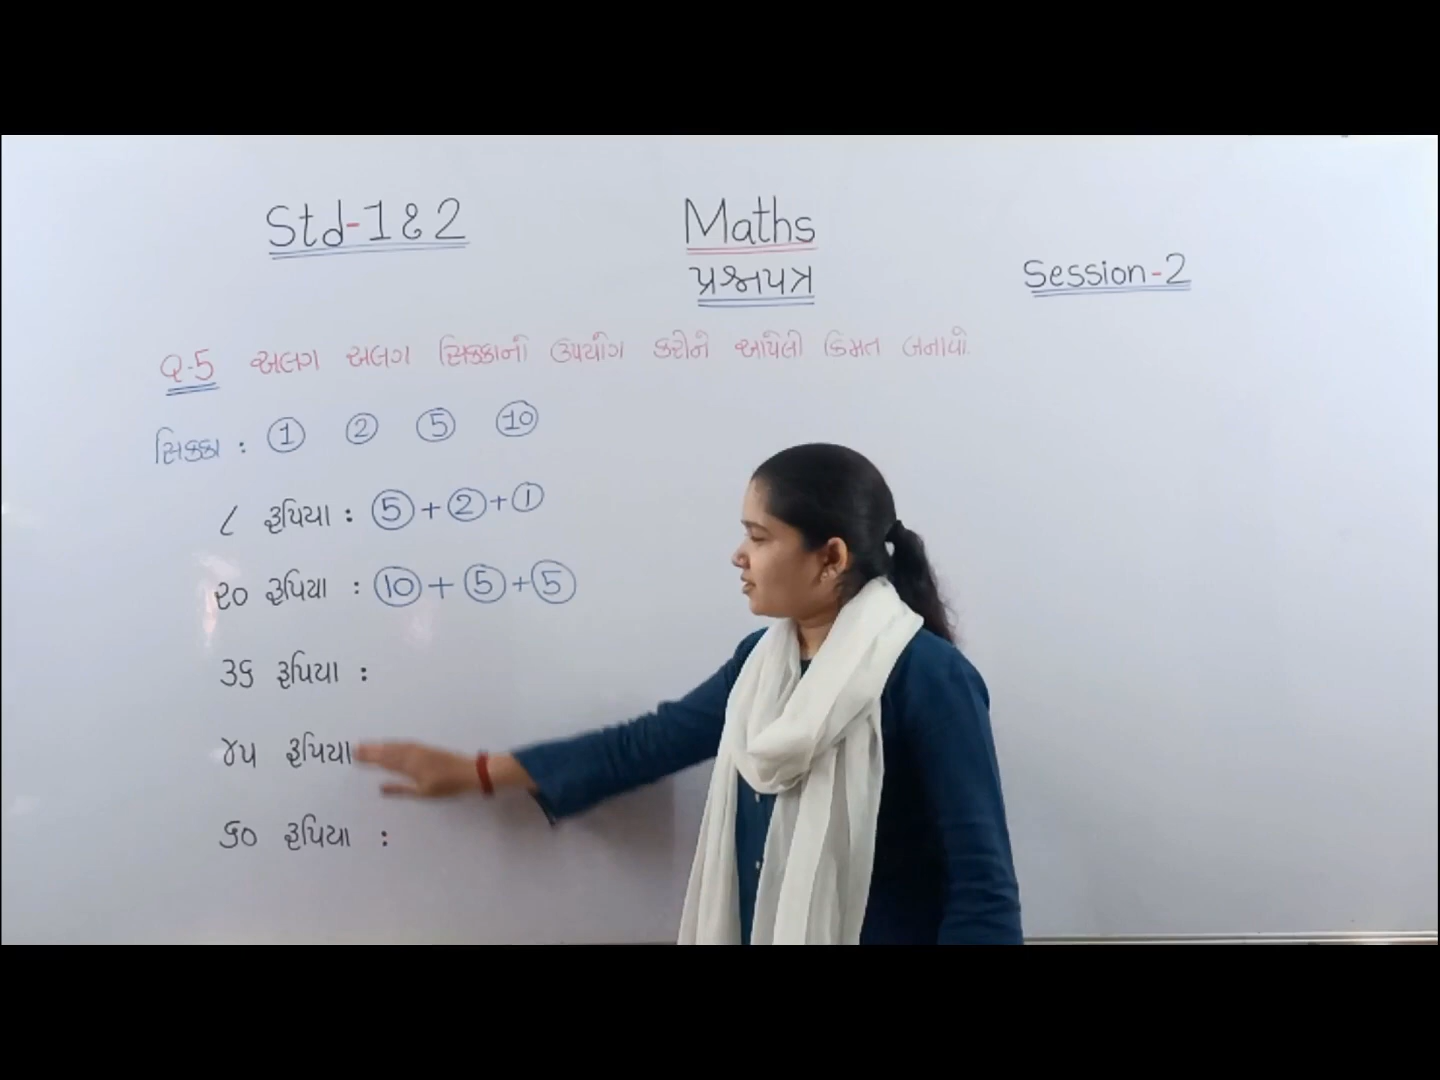 Std-1 & 2
Maths
પ્રશ્નપત્ર
Session-2
Q-5 અલગ અલગ સિક્કાનો ઉપયોગ કરીને આપેલી કિંમત બનાવો.
સિક્કા : 1 2 5 10
૮ રૂપિયા : 5 + 2 + 1
૨૦ રૂપિયા : 10 + 5 + 5
૩૬ રૂપિયા :
૪૫ રૂપિયા
૬૦ રૂપિયા :